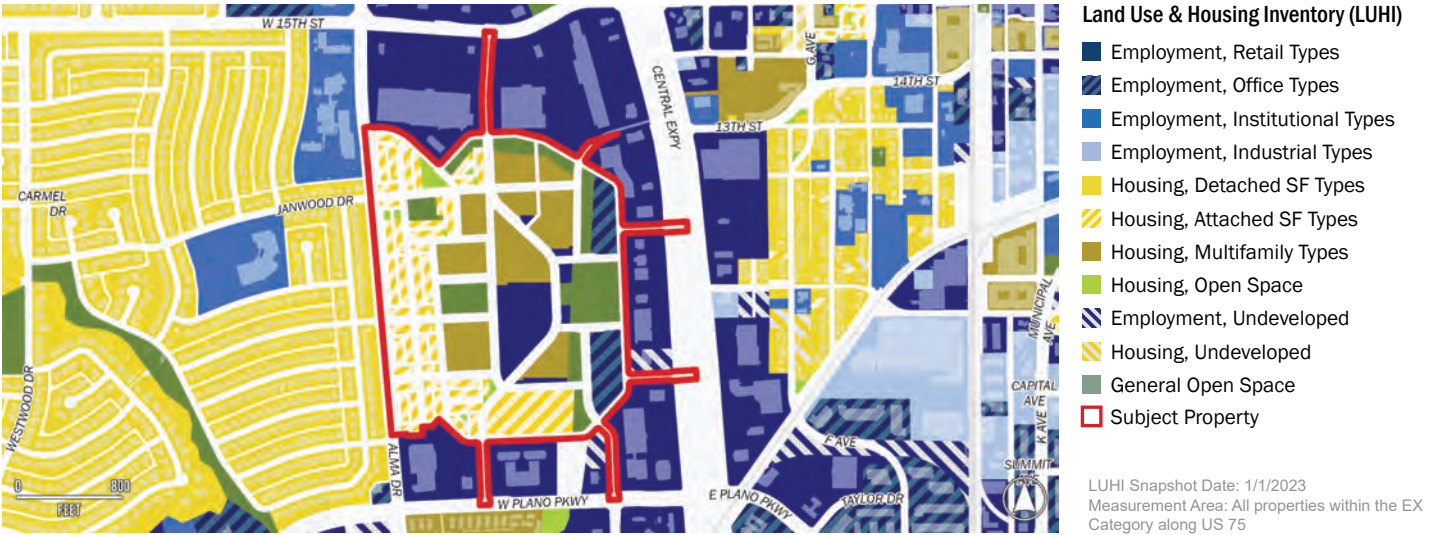 W 15TH ST
CENTRAL EXPY
G AVE
14TH ST
13TH ST
CARMEL
DR
JANWOOD DR
WESTWOOD DR
ALMA DR
MUNICIPAL
AVE
CAPITAL
AVE
K AVE
F AVE
SUMMIT
0 800
FEET
W PLANO PKWY
E PLANO PKWY
TAYLOR DR
Land Use & Housing Inventory (LUHI)
Employment, Retail Types
Employment, Office Types
Employment, Institutional Types
Employment, Industrial Types
Housing, Detached SF Types
Housing, Attached SF Types
Housing, Multifamily Types
Housing, Open Space
Employment, Undeveloped
Housing, Undeveloped
General Open Space
Subject Property
LUHI Snapshot Date: 1/1/2023
Measurement Area: All properties within the EX
Category along US 75